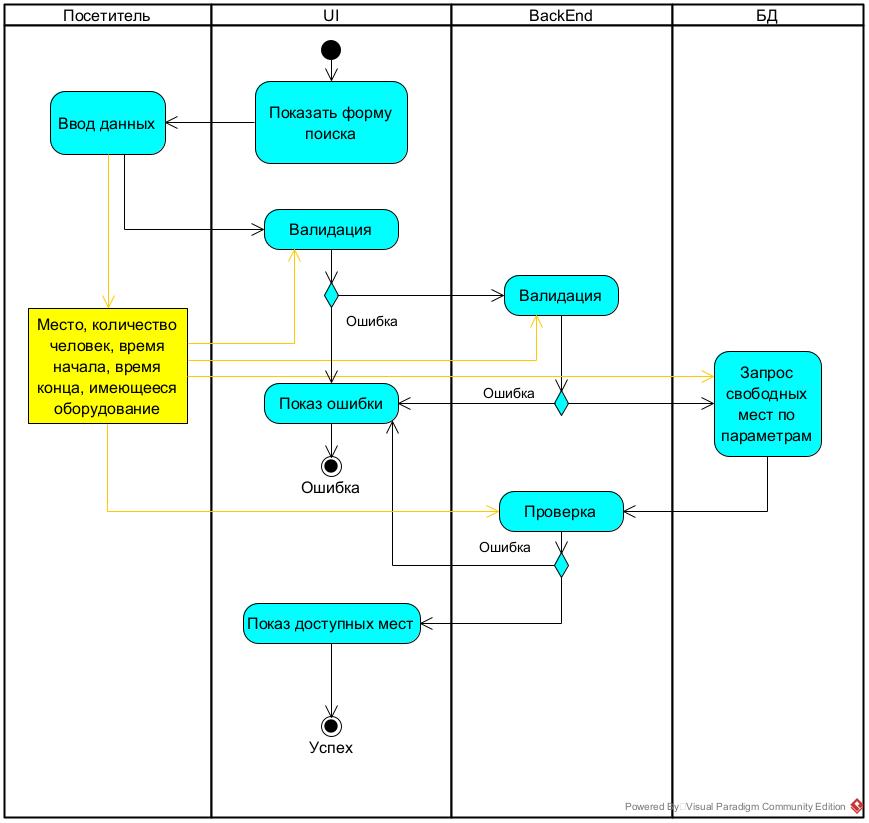 Посетитель
UI
BackEnd
БД
Показать форму
поиска
Ввод данных
Валидация
Валидация
Ошибка
Место, количество
человек, время
начала, время
конца, имеющееся
оборудование
Запрос
свободных
мест по
параметрам
Показ ошибки
Ошибка
Ошибка
Проверка
Ошибка
Показ доступных мест
Успех
Powered By Visual Paradigm Community Edition